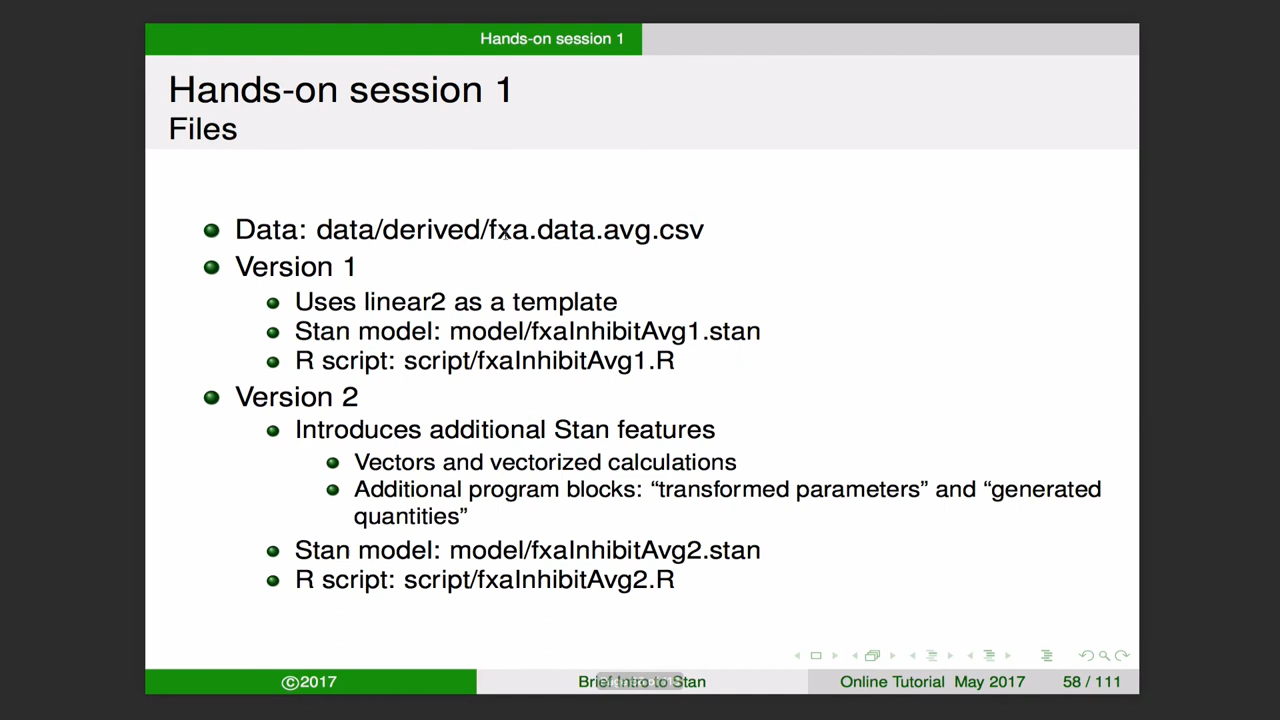 Hands-on session 1
Hands-on session 1
Files
Data: data/derived/fxa.data.avg.csv
Version 1
Uses linear2 as a template
Stan model: model/fxaInhibitAvg1.stan
R script: script/fxaInhibitAvg1.R
Version 2
Introduces additional Stan features
Vectors and vectorized calculations
Additional program blocks: “transformed parameters” and “generated
quantities”
Stan model: model/fxaInhibitAvg2.stan
R script: script/fxaInhibitAvg2.R
©2017 Brief Intro to Stan Online Tutorial May 2017 58 / 111